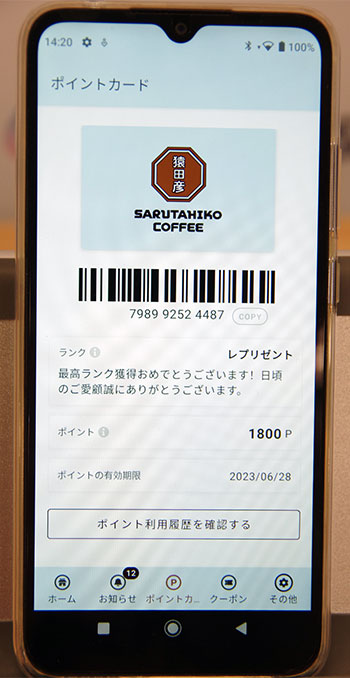 14:20
100%
ポイントカード
猿田彦
SARUTAHIKO
COFFEE
7989 9252 4487 COPY
ランク レプリゼント
最高ランク獲得おめでとうございます! 日頃
のご愛顧誠にありがとうございます。
ポイント 1800 P
ポイントの有効期限 2023/06/28
ポイント利用履歴を確認する
12
ホーム お知らせ ポイントカ... クーポン その他